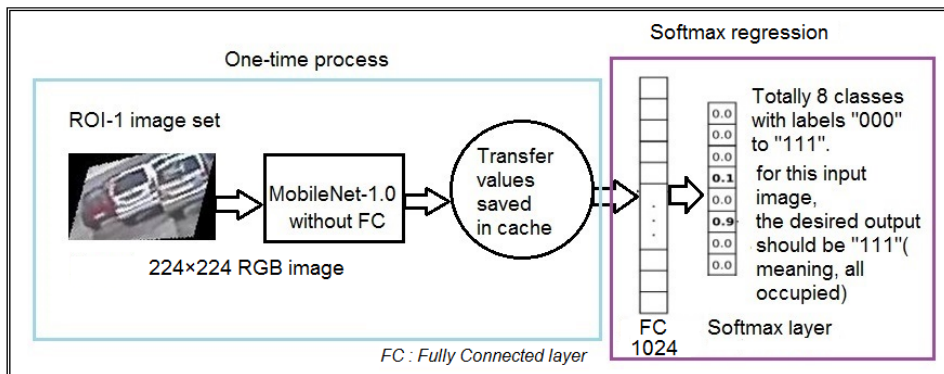 Softmax regression
One-time process
ROI-1 image set
MobileNet-1.0
without FC
224×224 RGB image
Transfer
values
saved
in cache
FC : Fully Connected layer
FC
1024
0.0
0.0
0.0
0.1
0.0
0.9
0.0
0.0
Softmax layer
Totally 8 classes
with labels "000"
to "111".
for this input
image,
the desired output
should be "111"(
meaning, all
occupied)